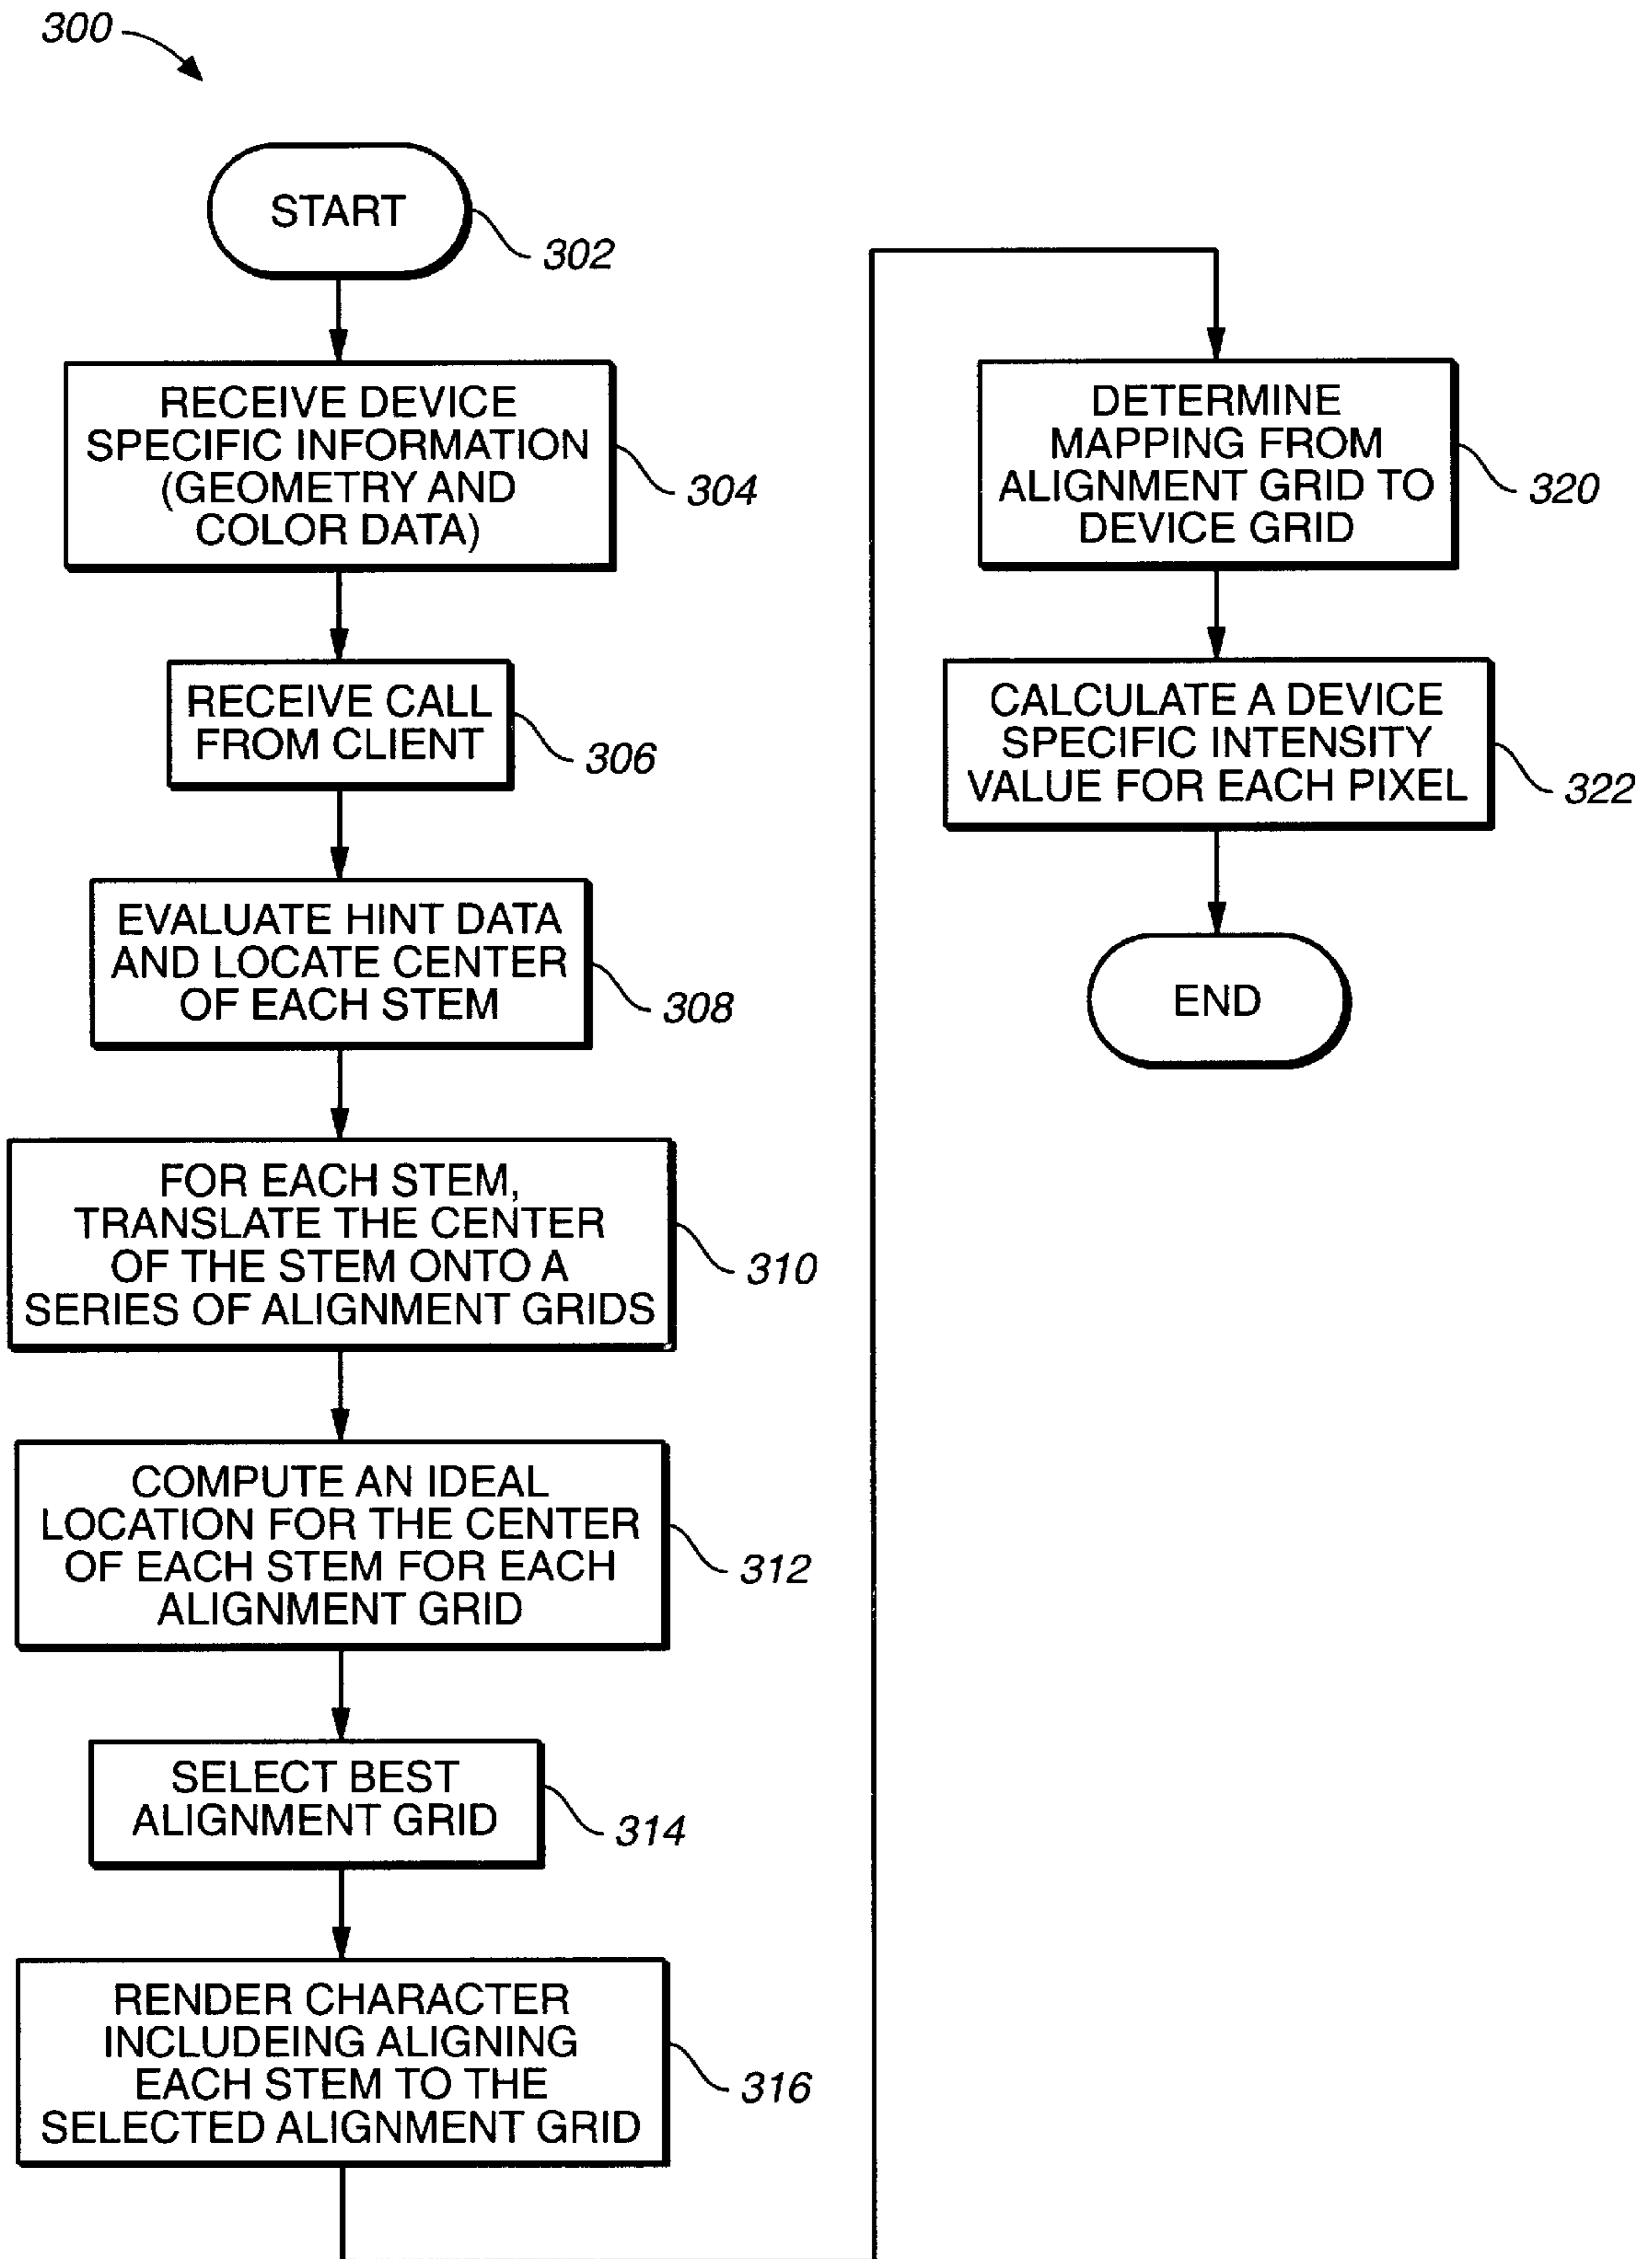 300
START
302
RECEIVE DEVICE
SPECIFIC INFORMATION
(GEOMETRY AND
COLOR DATA)
304
RECEIVE CALL
FROM CLIENT
306
EVALUATE HINT DATA
AND LOCATE CENTER
OF EACH STEM
308
FOR EACH STEM,
TRANSLATE THE CENTER
OF THE STEM ONTO A
SERIES OF ALIGNMENT GRIDS
310
COMPUTE AN IDEAL
LOCATION FOR THE CENTER
OF EACH STEM FOR EACH
ALIGNMENT GRID
312
SELECT BEST
ALIGNMENT GRID
314
RENDER CHARACTER
INCLUDEING ALIGNING
EACH STEM TO THE
SELECTED ALIGNMENT GRID
316
DETERMINE
MAPPING FROM
ALIGNMENT GRID TO
DEVICE GRID
320
CALCULATE A DEVICE
SPECIFIC INTENSITY
VALUE FOR EACH PIXEL
322
END